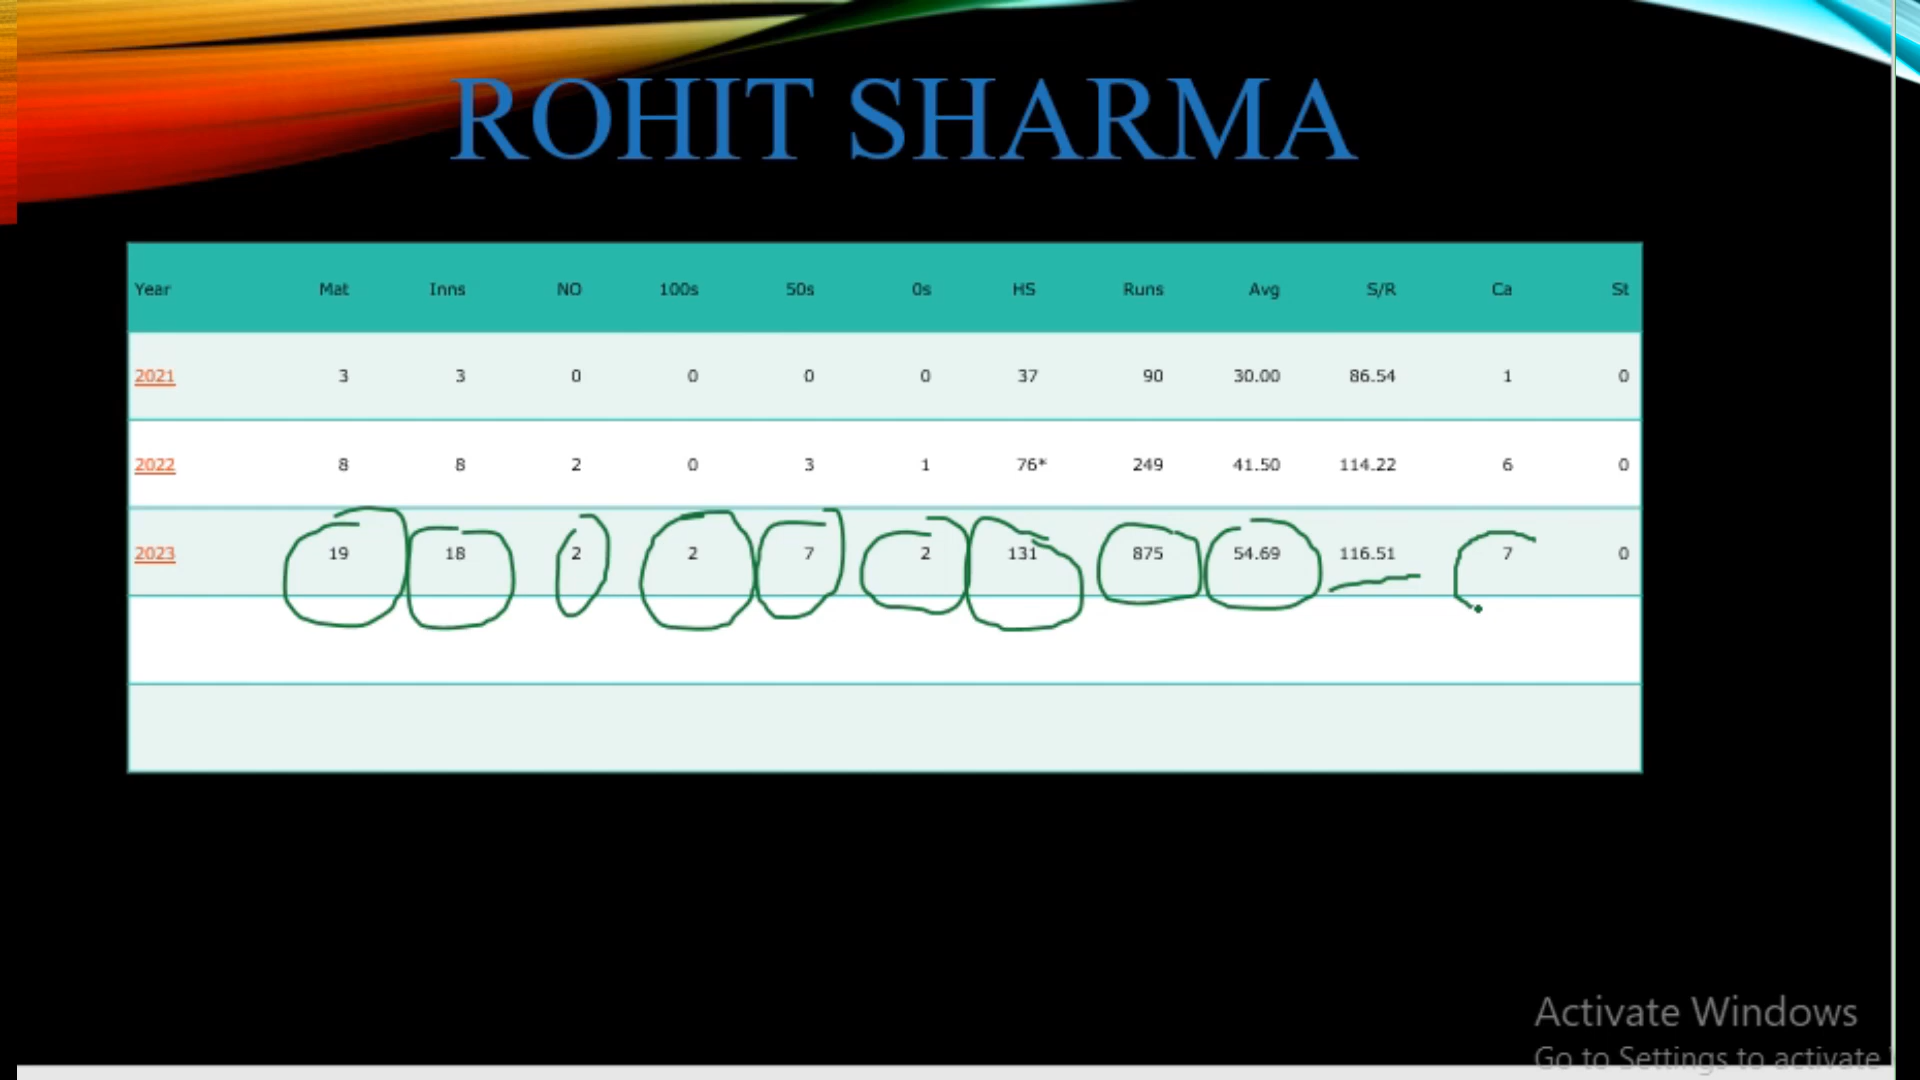 ROHIT SHARMA
Year Mat Inns NO 100s 50s 0s HS Runs Avg S/R Ca St
2021 3 3 0 0 0 0 37 90 30.00 86.54 1 0
2022 8 8 2 0 3 1 76* 249 41.50 114.22 6 0
2023 19 18 2 2 7 2 131 875 54.69 116.51 7 0
Activate Windows
Go to Settings to activate